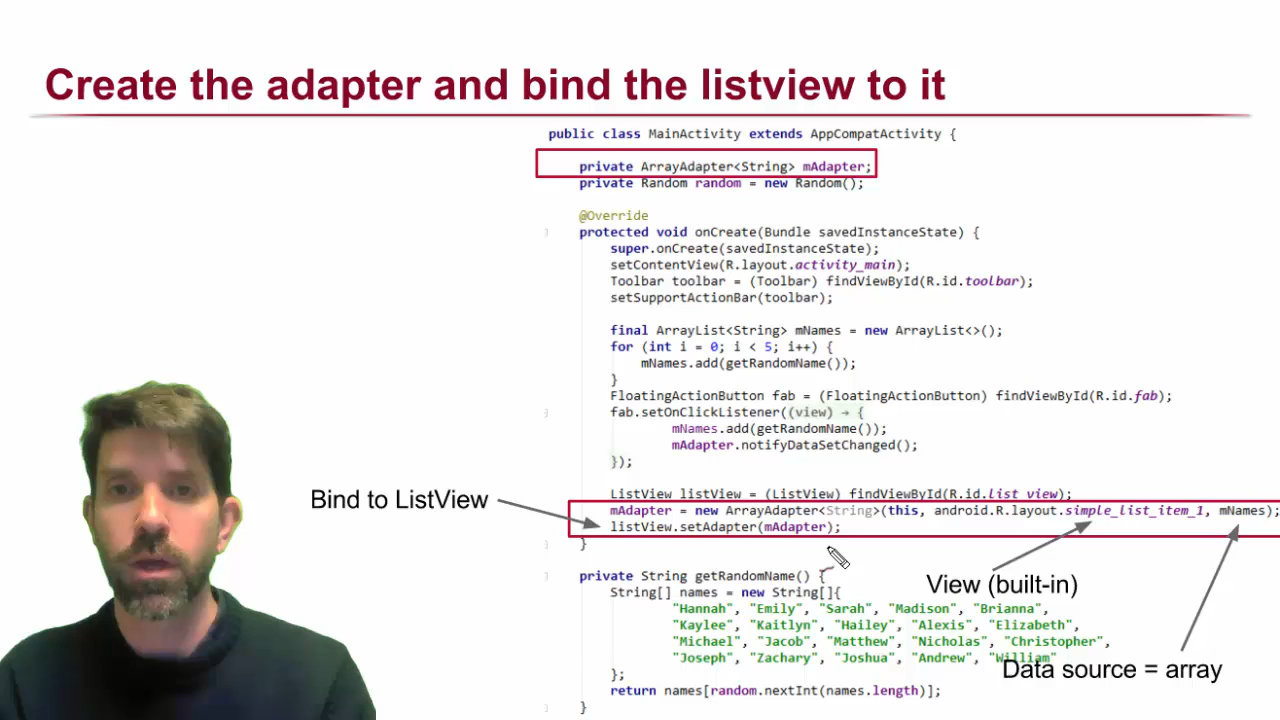 Create the adapter and bind the listview to it
public class MainActivity extends AppCompatActivity {
private ArrayAdapter<String> mAdapter;
private Random random = new Random();
@Override
protected void onCreate(Bundle savedInstanceState) {
super.onCreate(savedInstanceState);
setContentView(R.layout.activity_main);
Toolbar toolbar = (Toolbar) findViewById(R.id.toolbar);
setSupportActionBar(toolbar);
final ArrayList<String> mNames = new ArrayList<>();
for (int i = 0; i < 5; i++) {
mNames.add(getRandomName());
}
FloatingActionButton fab = (FloatingActionButton) findViewById(R.id.fab);
fab.setOnClickListener((view) → {
mNames.add(getRandomName());
mAdapter.notifyDataSetChanged();
});
ListView listView = (ListView) findViewById(R.id.list_view);
mAdapter = new ArrayAdapter<String>(this, android.R.layout.simple_list_item_1, mNames);
listView.setAdapter(mAdapter);
}
Bind to ListView
View (built-in)
Data source = array
private String getRandomName() {
String[] names = new String[]{
"Hannah", "Emily", "Sarah", "Madison", "Brianna",
"Kaylee", "Kaitlyn", "Hailey", "Alexis", "Elizabeth",
"Michael", "Jacob", "Matthew", "Nicholas", "Christopher",
"Joseph", "Zachary", "Joshua", "Andrew", "William"
};
return names[random.nextInt(names.length)];
}